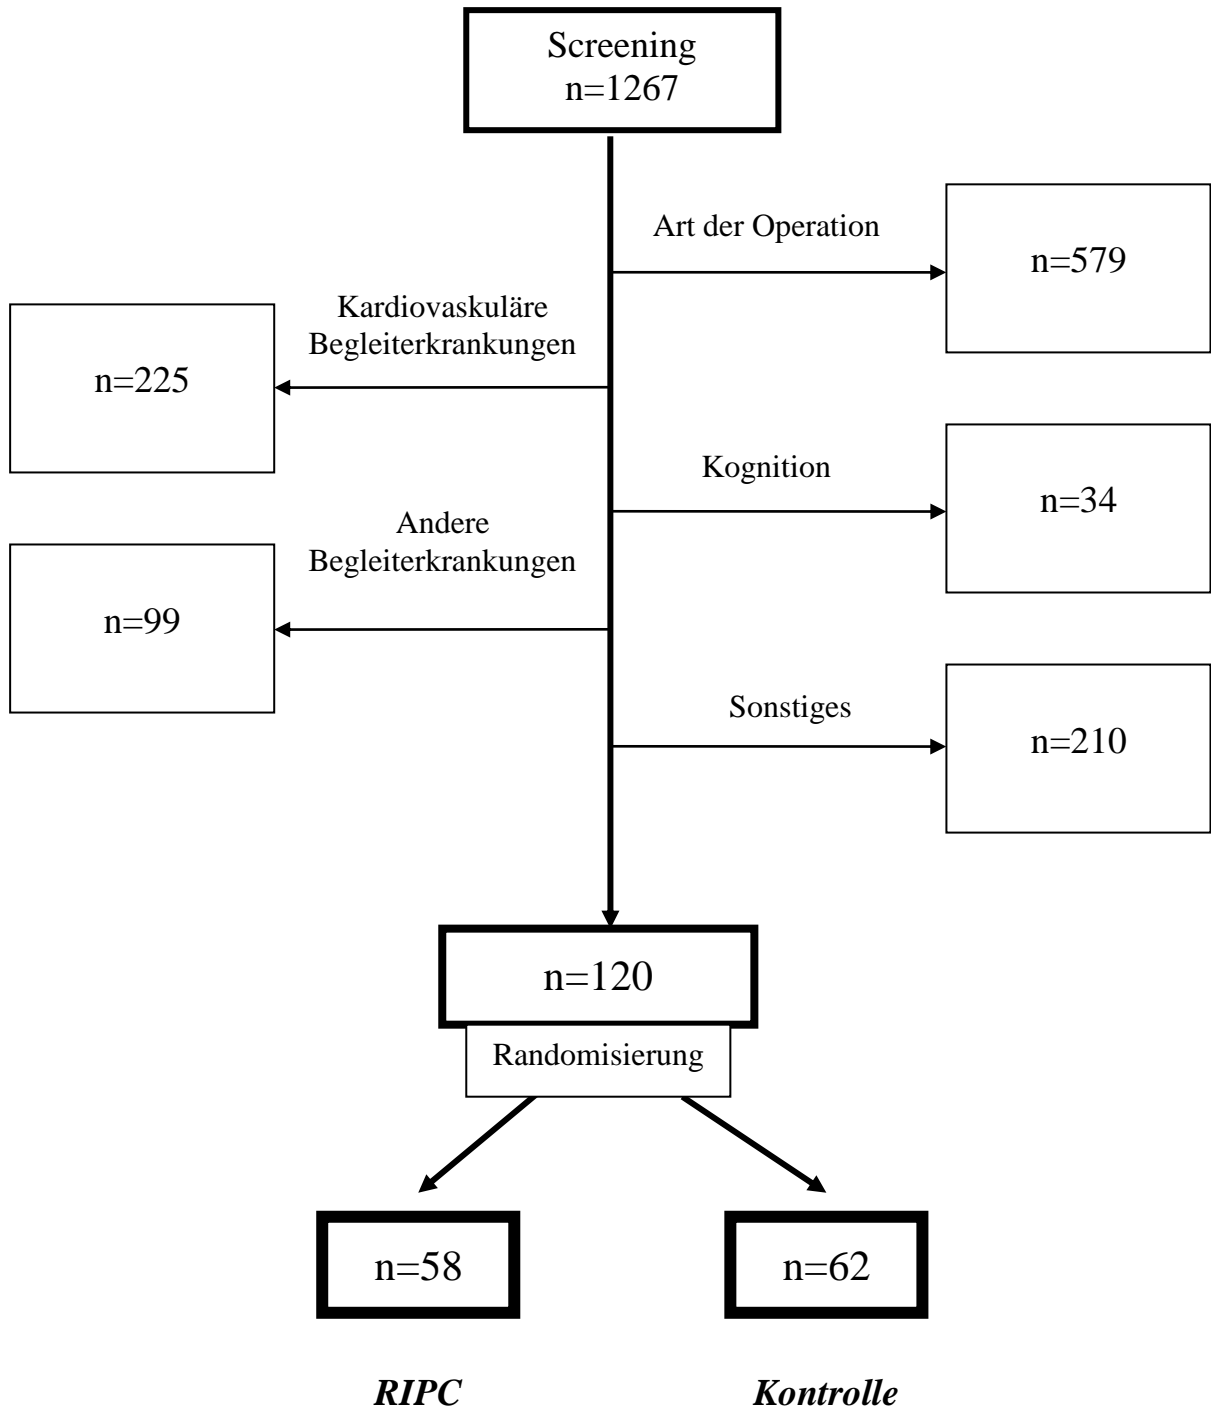 Screening
n=1267
Art der Operation
n=579
Kardiovaskuläre
Begleiterkrankungen
n=225
Kognition
n=34
Andere
Begleiterkrankungen
n=99
Sonstiges
n=210
n=120
Randomisierung
n=58
n=62
RIPC
Kontrolle